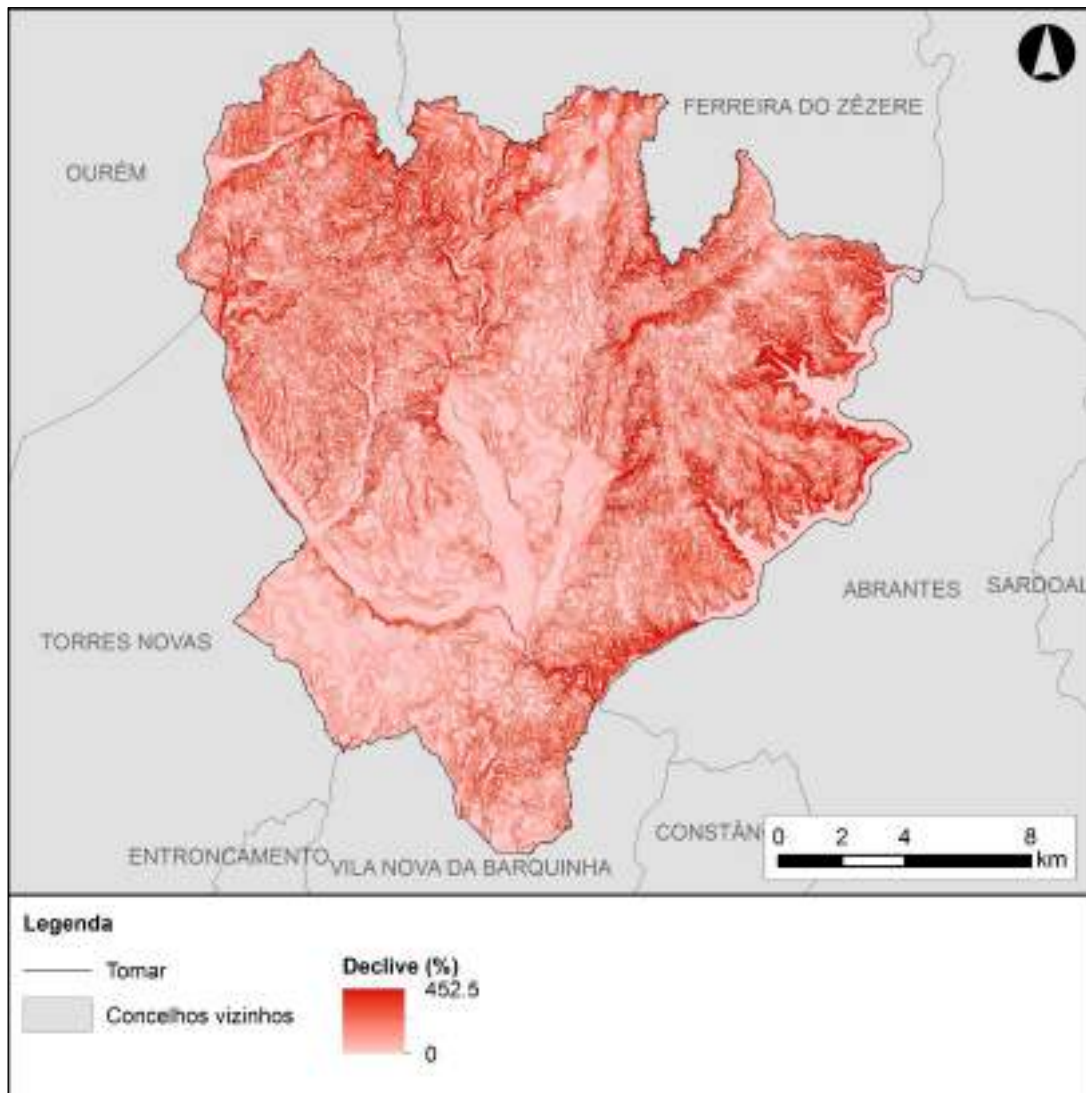 FERREIRA DO ZÊZERE
OURÉM
ABRANTES
SARDOAL
TORRES NOVAS
CONSTÂN
ENTRONCAMENTO
VILA NOVA DA BARQUINHA
0 2 4 8
km
Legenda
Tomar
Concelhos vizinhos
Declive (%)
452.5
0